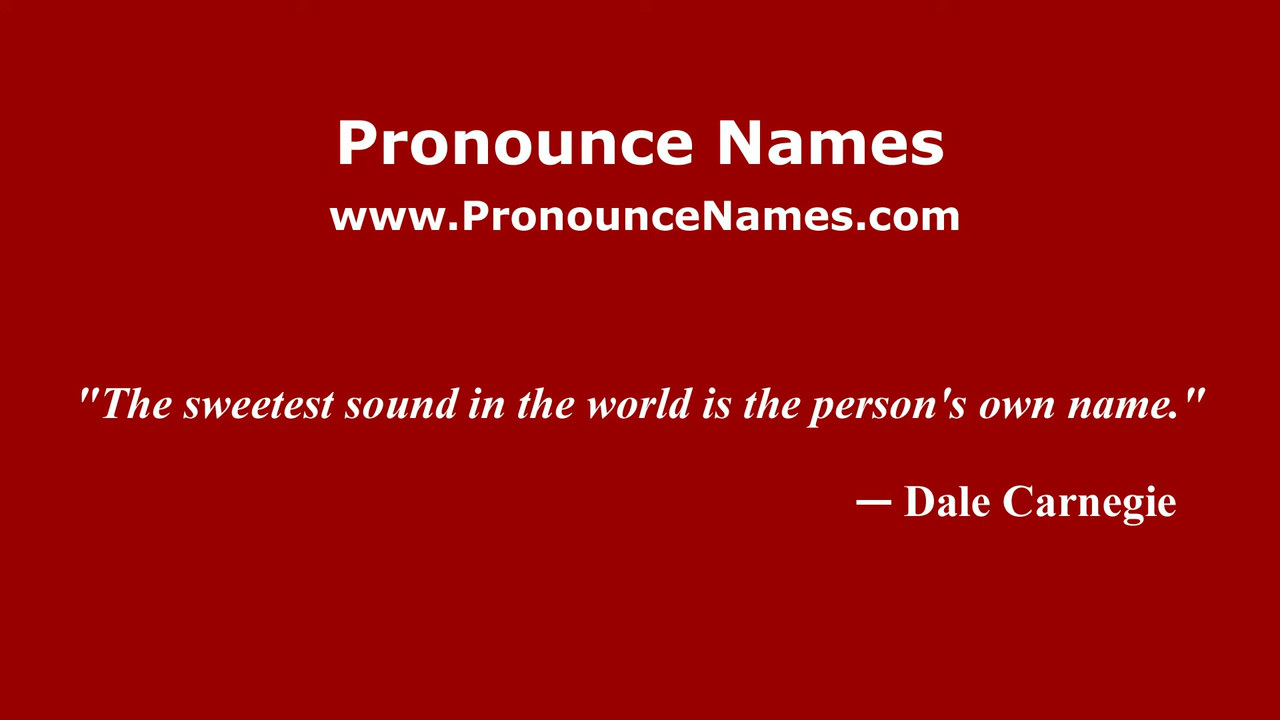 Pronounce Names
www.PronounceNames.com
"The sweetest sound in the world is the person's own name."
— Dale Carnegie